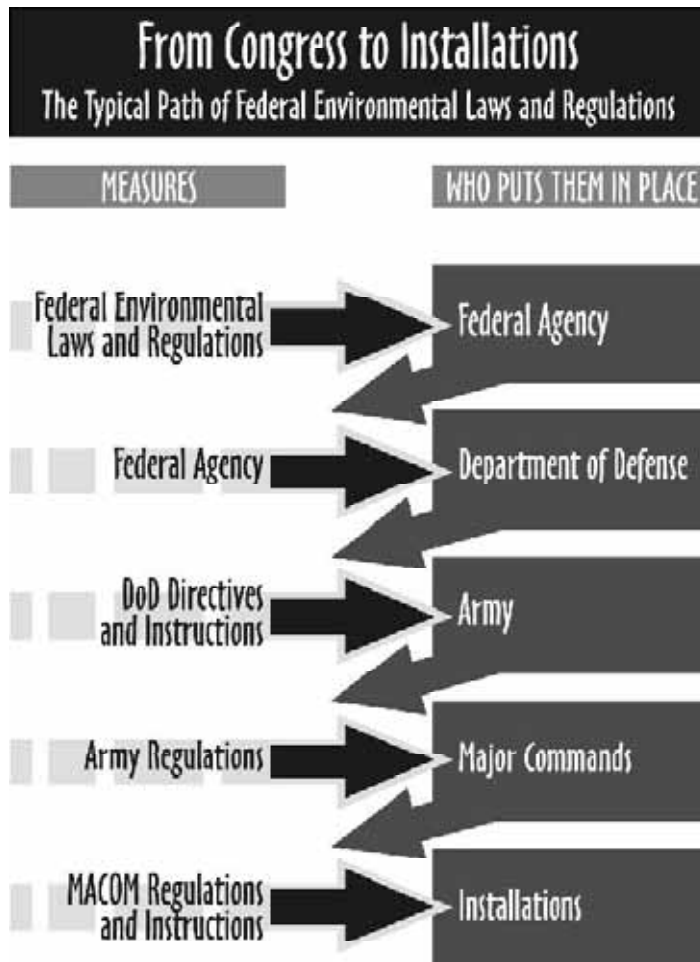 From Congress to Installations
The Typical Path of Federal Environmental Laws and Regulations
MEASURES
WHO PUTS THEM IN PLACE
Federal Environmental
Laws and Regulations
Federal Agency
Federal Agency
Department of Defense
DoD Directives
and Instructions
Army
Army Regulations
Major Commands
MACOM Regulations
and Instructions
Installations